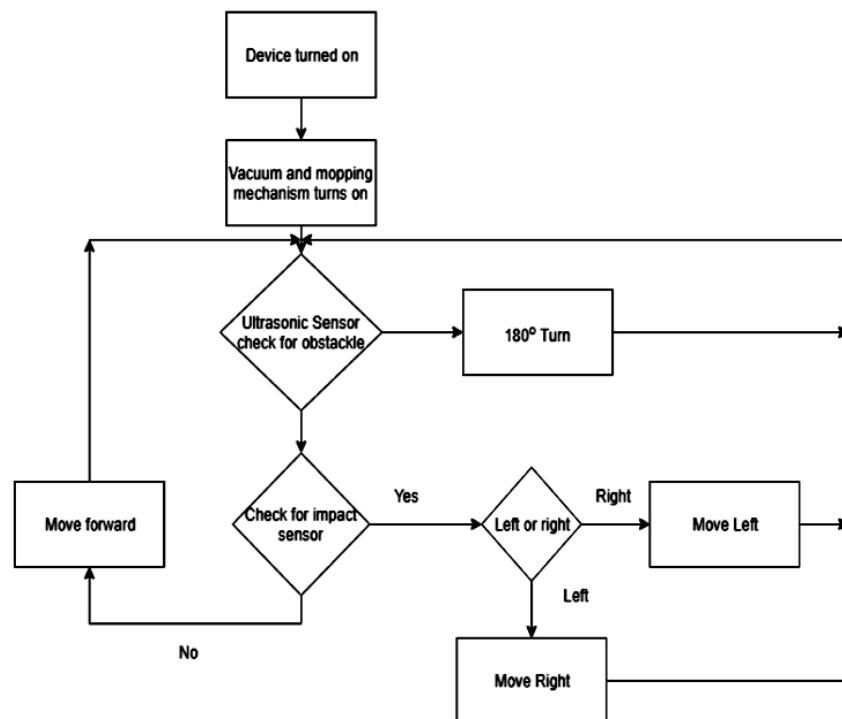 Device turned on
Vacuum and mopping
mechanism turns on
Ultrasonic Sensor
check for obstackle
180° Turn
Move forward
Check for impact
sensor
Yes
Left or right
Right
Move Left
Left
No
Move Right